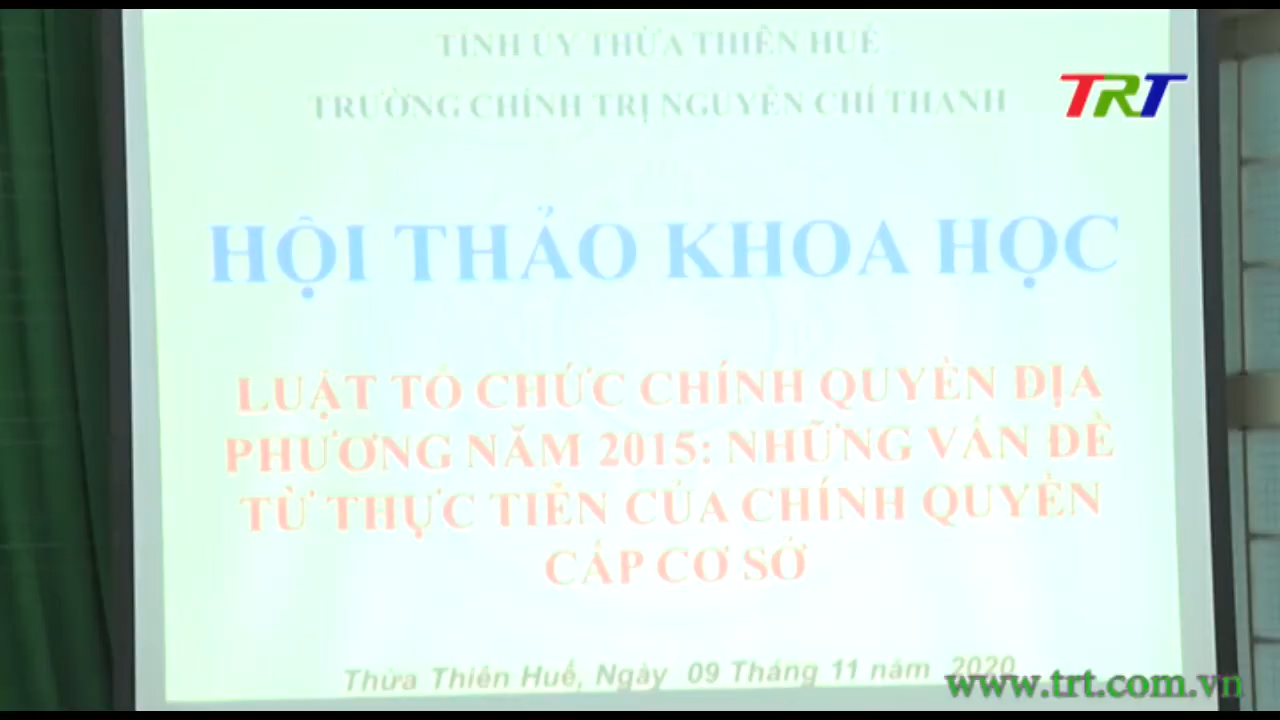 TỈNH ỦY THỪA THIÊN HUẾ
TRƯỜNG CHÍNH TRỊ NGUYỄN CHÍ THANH
TRT
HỘI THẢO KHOA HỌC
LUẬT TỔ CHỨC CHÍNH QUYỀN ĐỊA
PHƯƠNG NĂM 2015: NHỮNG VẤN ĐỀ
TỪ THỰC TIỄN CỦA CHÍNH QUYỀN
CẤP CƠ SỞ
Thừa Thiên Huế, Ngày 09 Tháng 11 năm 2020
www.trt.com.vn